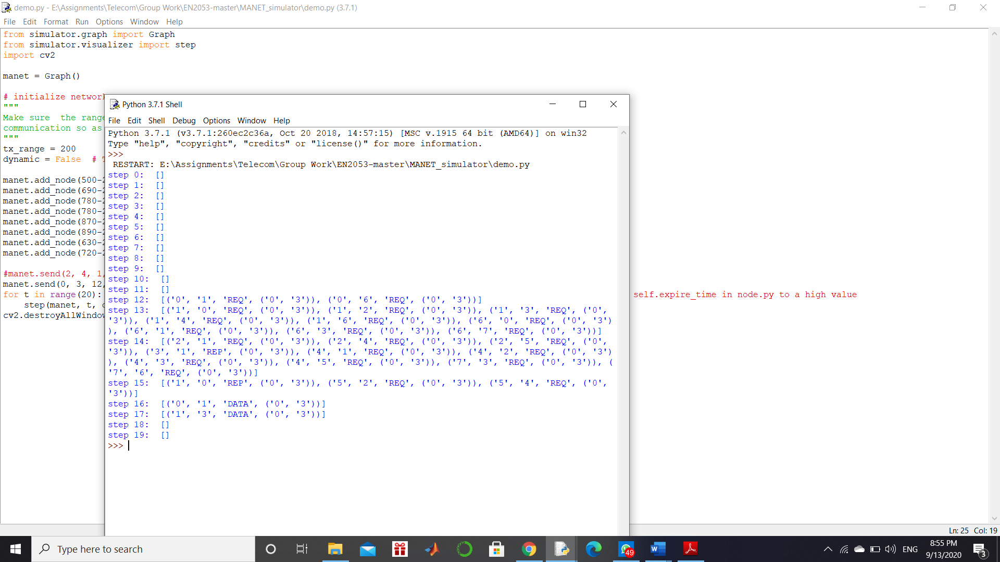 demo.py - E:\Assignments\Telecom\Group Work\EN2053-master\MANET_simulator\demo.py (3.7.1)
File Edit Format Run Options Window Help
from simulator.graph import Graph
from simulator.visualizer import step
import cv2
manet = Graph()
# initialize network
"""
Make sure  the range
communication so as
"""
tx_range = 200
dynamic = False  #
manet.add_node(500-2
manet.add_node(690-2
manet.add_node(780-2
manet.add_node(780-2
manet.add_node(870-2
manet.add_node(890-2
manet.add_node(630-2
manet.add_node(720-2
#manet.send(2, 4, 1,
manet.send(0, 3, 12,
for t in range(20):
self.expire_time in node.py to a high value
    step(manet, t,
cv2.destroyAllWindow
Python 3.7.1 Shell
File Edit Shell Debug Options Window Help
Python 3.7.1 (v3.7.1:260ec2c36a, Oct 20 2018, 14:57:15) [MSC v.1915 64 bit (AMD64)] on win32
Type "help", "copyright", "credits" or "license()" for more information.
>>>
 RESTART: E:\Assignments\Telecom\Group Work\EN2053-master\MANET_simulator\demo.py
step 0:  []
step 1:  []
step 2:  []
step 3:  []
step 4:  []
step 5:  []
step 6:  []
step 7:  []
step 8:  []
step 9:  []
step 10:  []
step 11:  []
step 12:  [('0', '1', 'REQ', ('0', '3')), ('0', '6', 'REQ', ('0', '3'))]
step 13:  [('1', '0', 'REQ', ('0', '3')), ('1', '2', 'REQ', ('0', '3')), ('1', '3', 'REQ', ('0',
'3')), ('1', '4', 'REQ', ('0', '3')), ('1', '6', 'REQ', ('0', '3')), ('6', '0', 'REQ', ('0', '3')
), ('6', '1', 'REQ', ('0', '3')), ('6', '3', 'REQ', ('0', '3')), ('6', '7', 'REQ', ('0', '3'))]
step 14:  [('2', '1', 'REQ', ('0', '3')), ('2', '4', 'REQ', ('0', '3')), ('2', '5', 'REQ', ('0',
'3')), ('3', '1', 'REP', ('0', '3')), ('4', '1', 'REQ', ('0', '3')), ('4', '2', 'REQ', ('0', '3')
), ('4', '3', 'REQ', ('0', '3')), ('4', '5', 'REQ', ('0', '3')), ('7', '3', 'REQ', ('0', '3')), (
'7', '6', 'REQ', ('0', '3'))]
step 15:  [('1', '0', 'REP', ('0', '3')), ('5', '2', 'REQ', ('0', '3')), ('5', '4', 'REQ', ('0',
'3'))]
step 16:  [('0', '1', 'DATA', ('0', '3'))]
step 17:  [('1', '3', 'DATA', ('0', '3'))]
step 18:  []
step 19:  []
>>>
Ln: 25 Col: 19
Type here to search
49
ENG
8:55 PM
9/13/2020
3